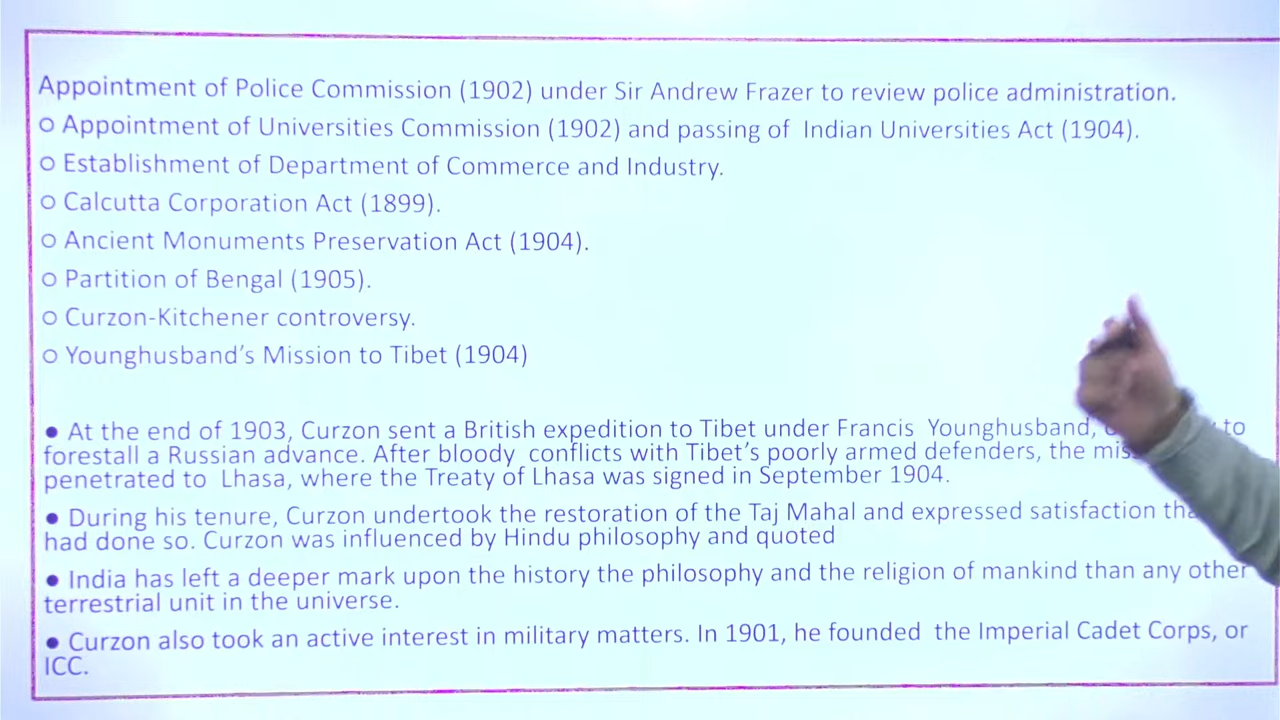 Appointment of Police Commission (1902) under Sir Andrew Frazer to review police administration.
○ Appointment of Universities Commission (1902) and passing of Indian Universities Act (1904).
○ Establishment of Department of Commerce and Industry.
○ Calcutta Corporation Act (1899).
○ Ancient Monuments Preservation Act (1904).
○ Partition of Bengal (1905).
○ Curzon-Kitchener controversy.
○ Younghusband's Mission to Tibet (1904)
● At the end of 1903, Curzon sent a British expedition to Tibet under Francis Younghusband, to
forestall a Russian advance. After bloody conflicts with Tibet's poorly armed defenders, the
penetrated to Lhasa, where the Treaty of Lhasa was signed in September 1904.
● During his tenure, Curzon undertook the restoration of the Taj Mahal and expressed satisfaction
had done so. Curzon was influenced by Hindu philosophy and quoted
● India has left a deeper mark upon the history the philosophy and the religion of mankind than any other
terrestrial unit in the universe.
● Curzon also took an active interest in military matters. In 1901, he founded the Imperial Cadet Corps, or
ICC.